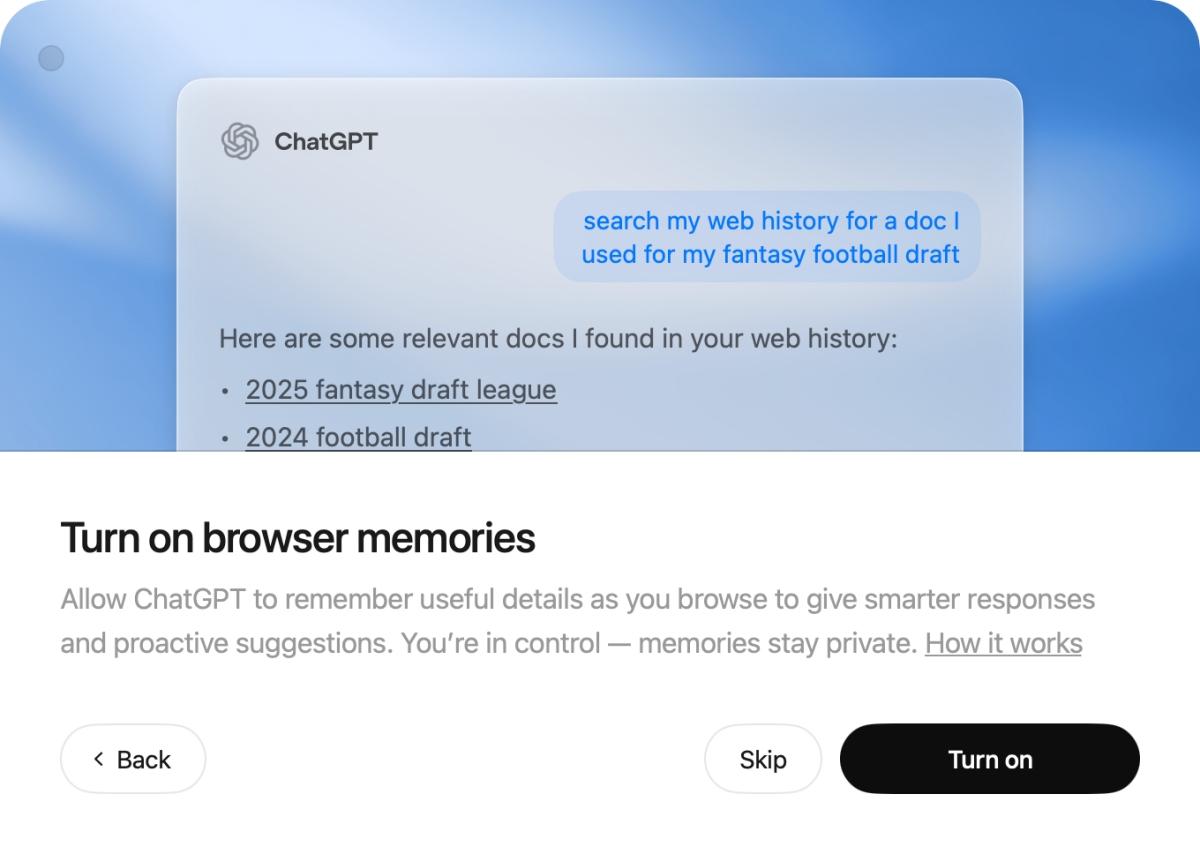 ChatGPT
search my web history for a doc I
used for my fantasy football draft
Here are some relevant docs I found in your web history:
• 2025 fantasy draft league
• 2024 football draft
Turn on browser memories
Allow ChatGPT to remember useful details as you browse to give smarter responses
and proactive suggestions. You’re in control — memories stay private. How it works
Back
Skip
Turn on